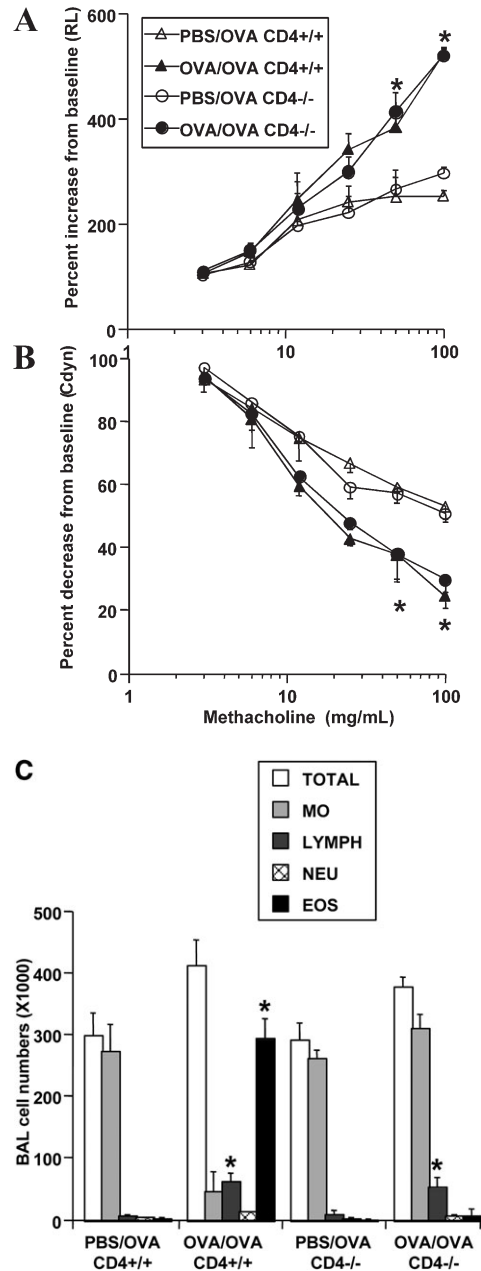 A
Percent increase from baseline (RL)
600
400
200
0
PBS/OVA CD4+/+
OVA/OVA CD4+/+
PBS/OVA CD4-/-
OVA/OVA CD4-/-
*
*
1
10
100
B
Percent decrease from baseline (Cdyn)
100
80
60
40
20
0
*
*
1
10
100
Methacholine (mg/mL)
C
TOTAL
MO
LYMPH
NEU
EOS
BAL cell numbers (X1000)
500
400
300
200
100
0
*
*
*
PBS/OVA
CD4+/+
OVA/OVA
CD4+/+
PBS/OVA
CD4-/-
OVA/OVA
CD4-/-